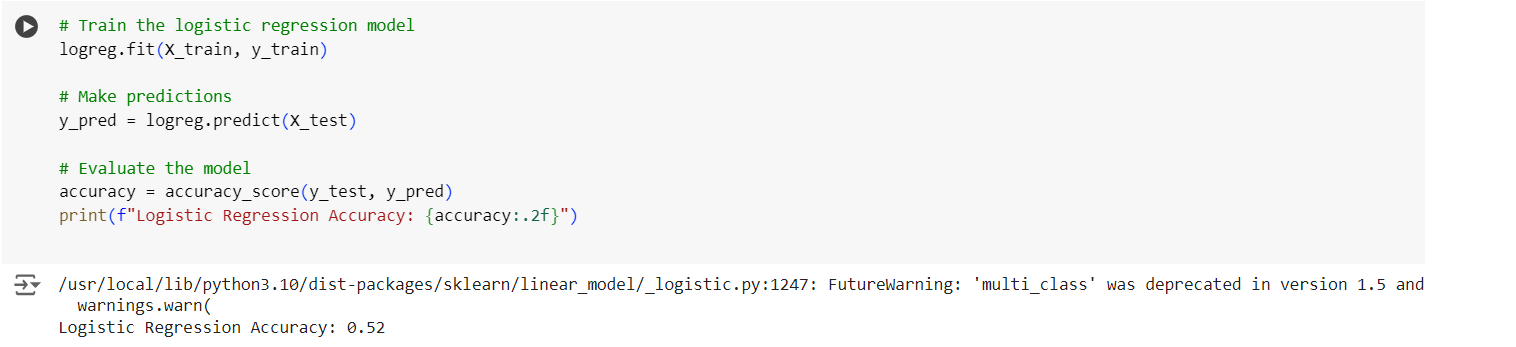 # Train the logistic regression model
logreg.fit(X_train, y_train)
# Make predictions
y_pred = logreg.predict(X_test)
# Evaluate the model
accuracy = accuracy_score(y_test, y_pred)
print(f"Logistic Regression Accuracy: {accuracy:.2f}")
/usr/local/lib/python3.10/dist-packages/sklearn/linear_model/_logistic.py:1247: FutureWarning: 'multi_class' was deprecated in version 1.5 and
  warnings.warn(
Logistic Regression Accuracy: 0.52